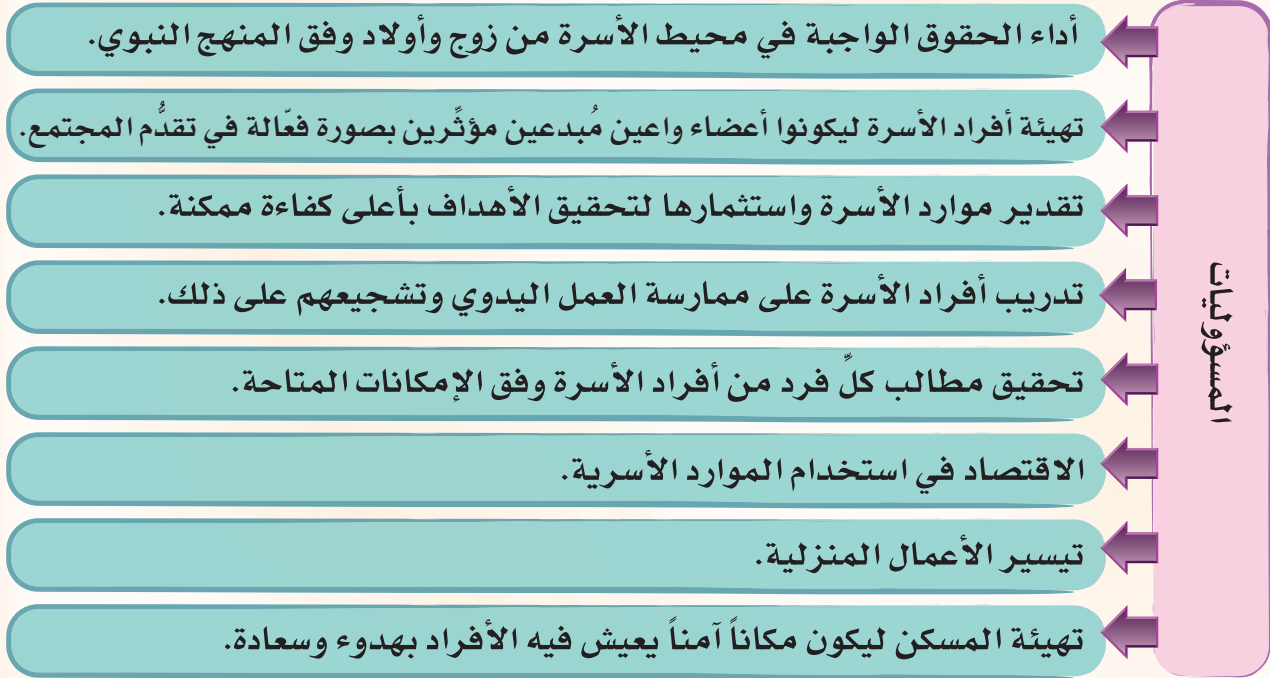 المسؤوليات
أداء الحقوق الواجبة في محيط الأسرة من زوج وأولاد وفق المنهج النبوي.
تهيئة أفراد الأسرة ليكونوا أعضاء واعين مُبدعين مؤثِّرين بصورة فعّالة في تقدُّم المجتمع.
تقدير موارد الأسرة واستثمارها لتحقيق الأهداف بأعلى كفاءة ممكنة.
تدريب أفراد الأسرة على ممارسة العمل اليدوي وتشجيعهم على ذلك.
تحقيق مطالب كلِّ فرد من أفراد الأسرة وفق الإمكانات المتاحة.
الاقتصاد في استخدام الموارد الأسرية.
تيسير الأعمال المنزلية.
تهيئة المسكن ليكون مكاناً آمناً يعيش فيه الأفراد بهدوء وسعادة.